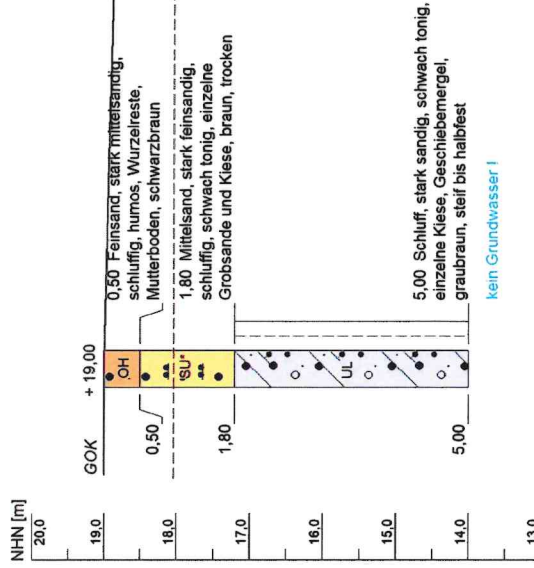 NHN [m]
20,0
19,0
18,0
17,0
16,0
15,0
14,0
13,0
GOK
+ 19,00
0,50
1,80
5,00
OH
SU*
UL
0,50 Feinsand, stark mittelsandig,
schluffig, humos, Wurzelreste,
Mutterboden, schwarzbraun
1,80 Mittelsand, stark feinsandig,
schluffig, schwach tonig, einzelne
Grobsande und Kiese, braun, trocken
5,00 Schluff, stark sandig, schwach tonig,
einzelne Kiese, Geschiebemergel,
graubraun, steif bis halbfest
kein Grundwasser !